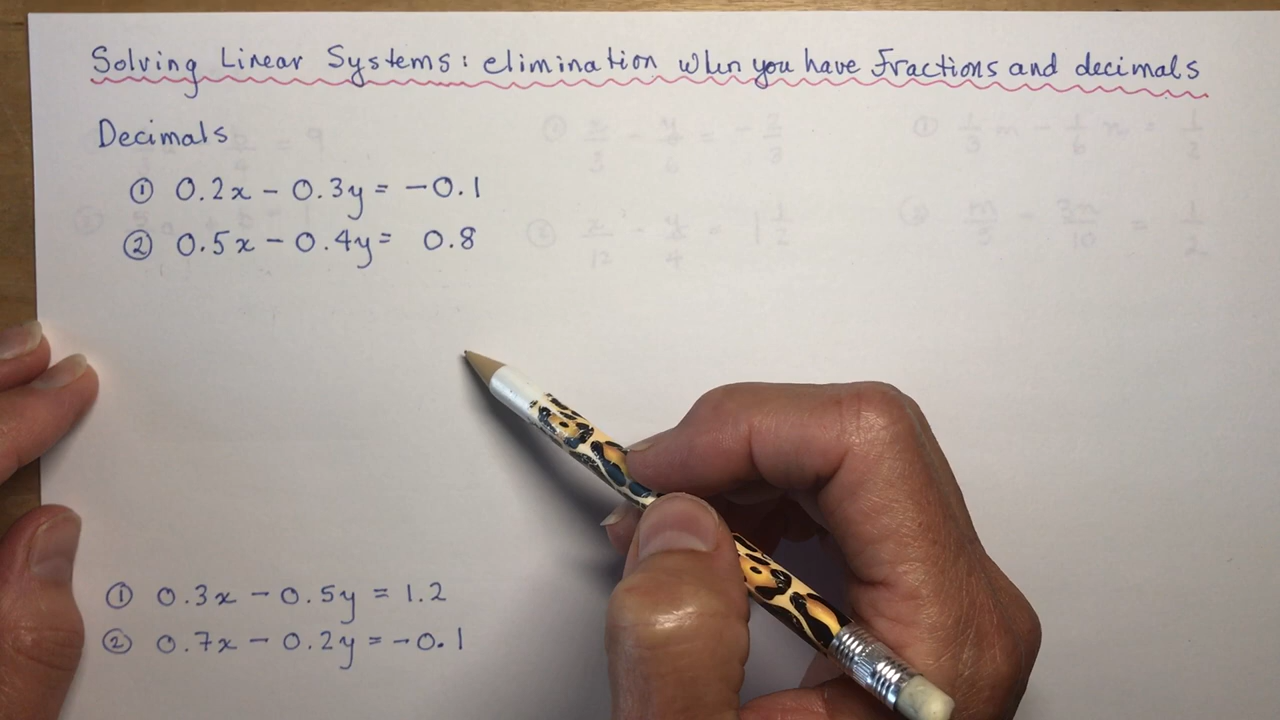 Solving Linear Systems: elimination when you have fractions and decimals
Decimals
① 0.2x - 0.3y = -0.1
② 0.5x - 0.4y = 0.8
① 0.3x - 0.5y = 1.2
② 0.7x - 0.2y = -0.1